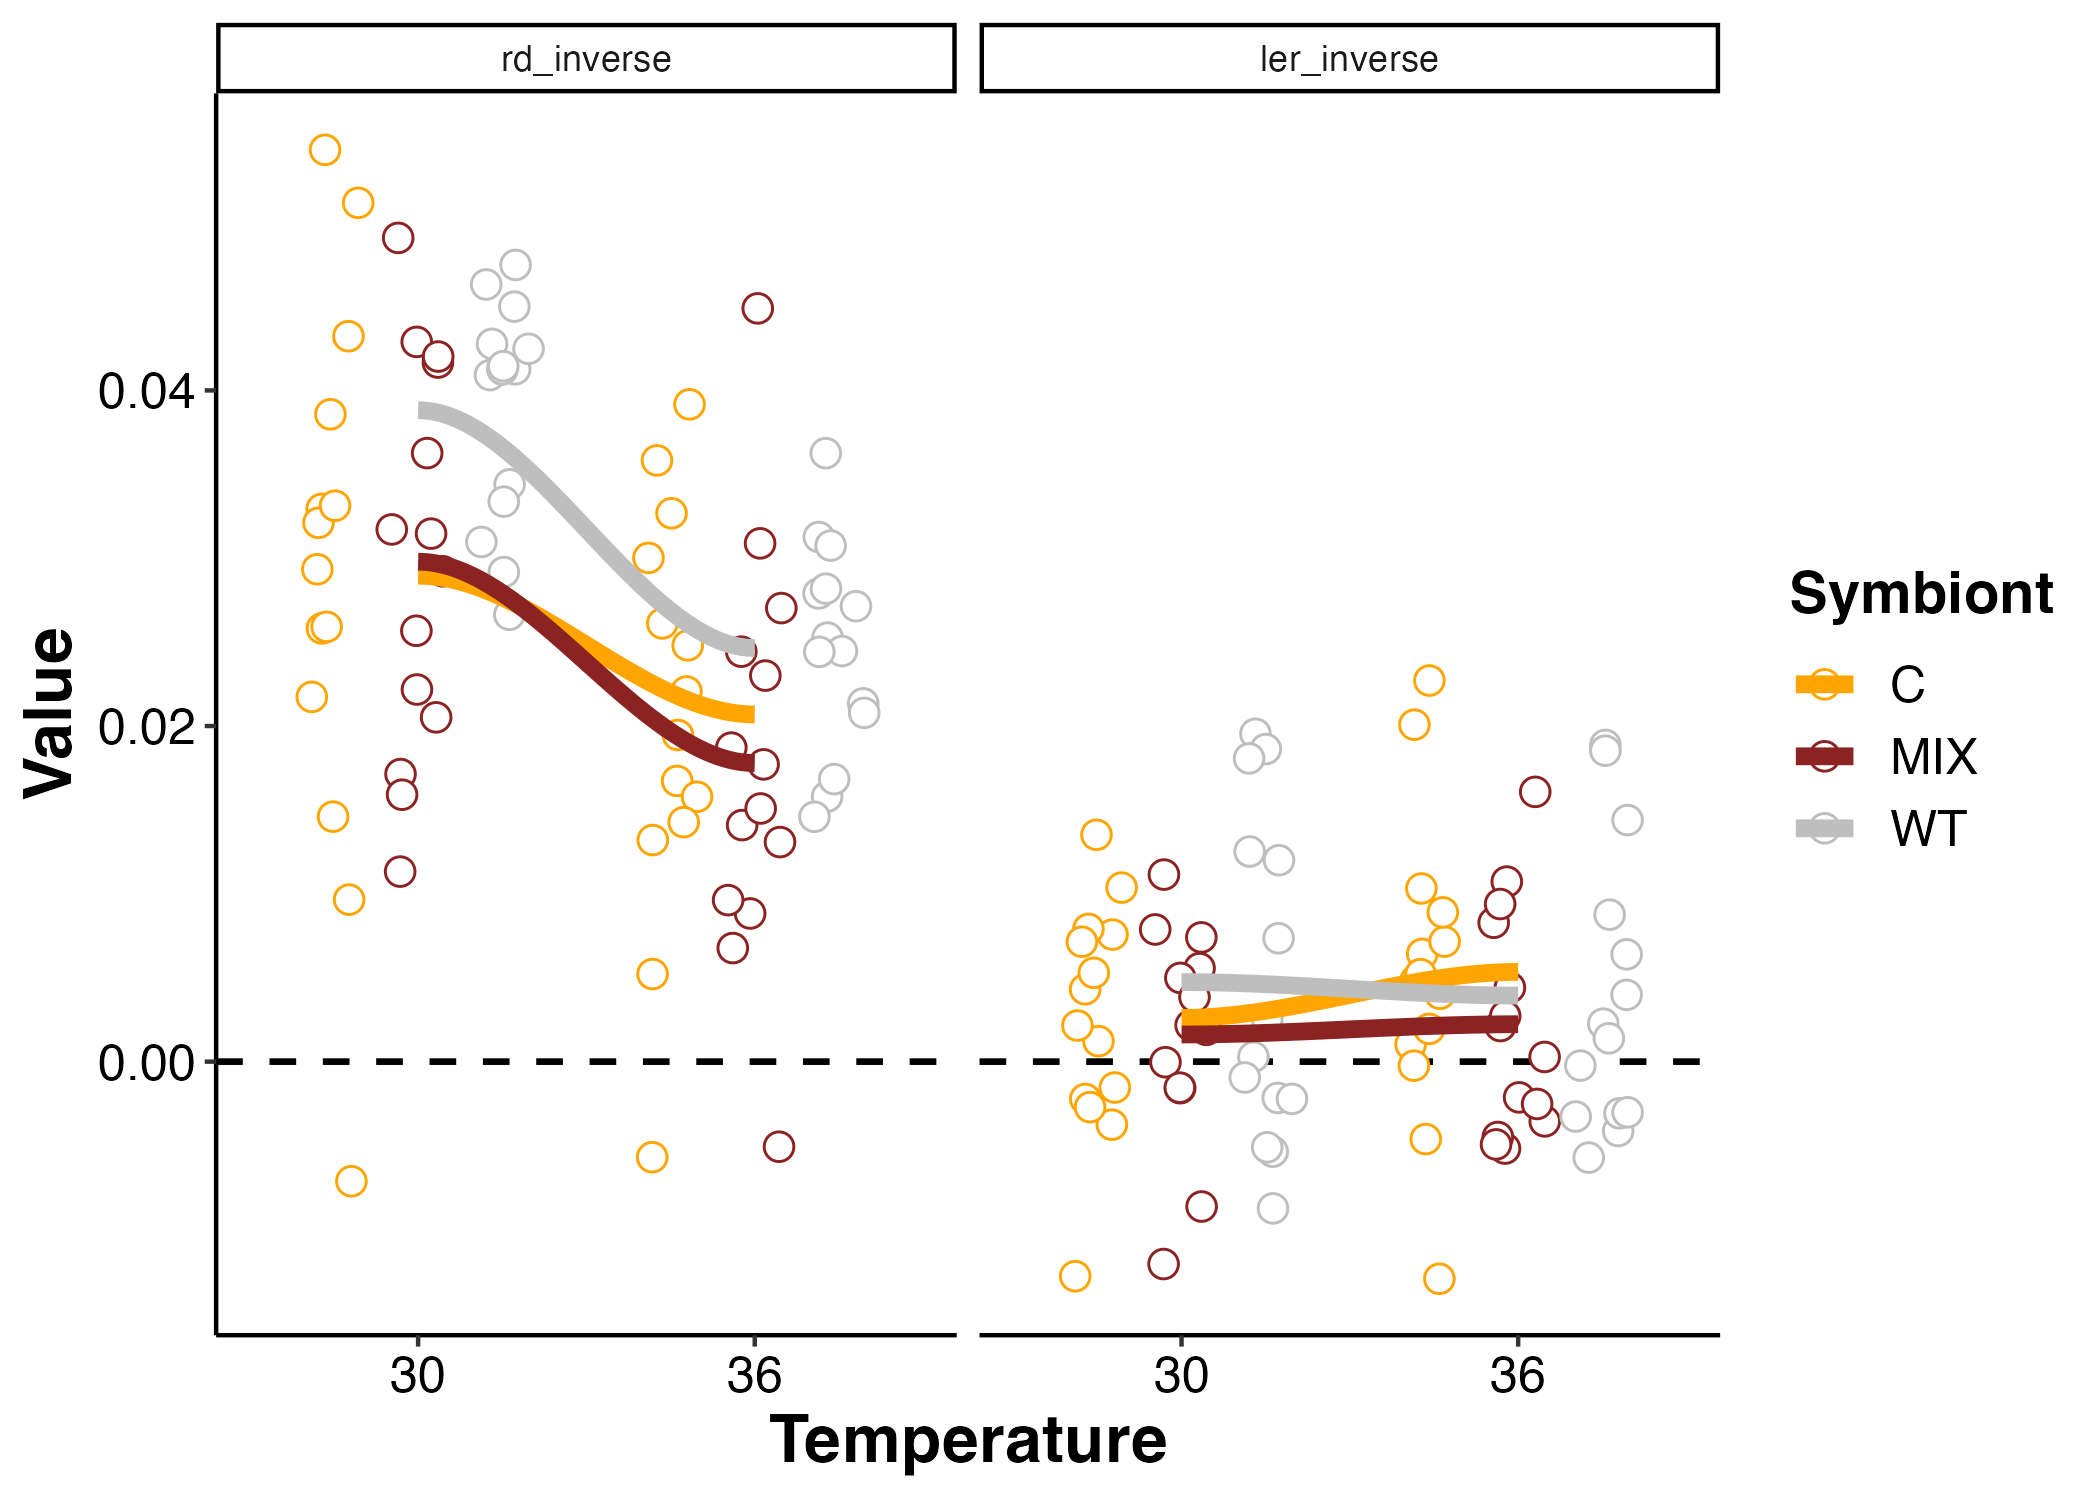 rd_inverse
ler_inverse
Value
0.04
0.02
0.00
30
36
30
36
Temperature
Symbiont
C
MIX
WT